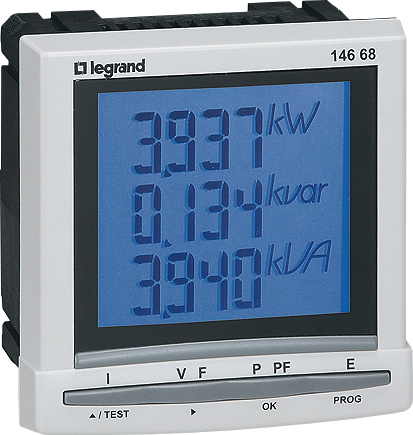 legrand 146 68
3,937 kW
0,134 kvar
3,940 kVA
I V F P PF E
▲ / TEST ► OK PROG